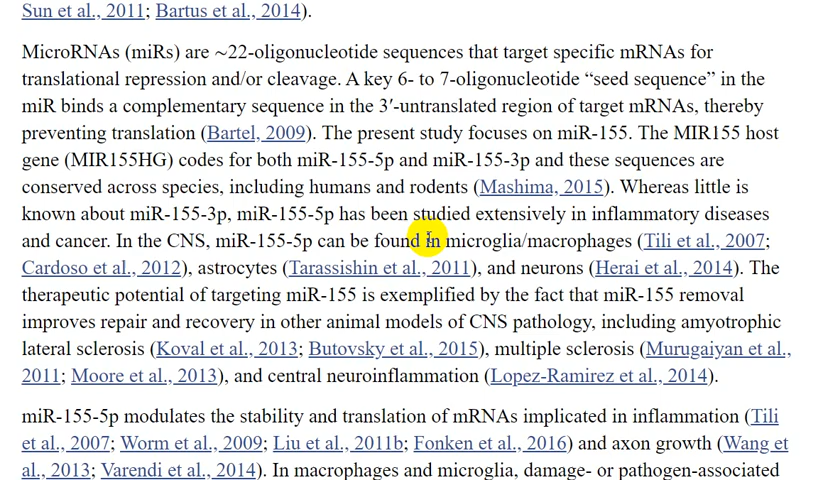 Sun et al., 2011; Bartus et al., 2014).
MicroRNAs (miRs) are ~22-oligonucleotide sequences that target specific mRNAs for
translational repression and/or cleavage. A key 6- to 7-oligonucleotide “seed sequence” in the
miR binds a complementary sequence in the 3′-untranslated region of target mRNAs, thereby
preventing translation (Bartel, 2009). The present study focuses on miR-155. The MIR155 host
gene (MIR155HG) codes for both miR-155-5p and miR-155-3p and these sequences are
conserved across species, including humans and rodents (Mashima, 2015). Whereas little is
known about miR-155-3p, miR-155-5p has been studied extensively in inflammatory diseases
and cancer. In the CNS, miR-155-5p can be found in microglia/macrophages (Tili et al., 2007;
Cardoso et al., 2012), astrocytes (Tarassishin et al., 2011), and neurons (Herai et al., 2014). The
therapeutic potential of targeting miR-155 is exemplified by the fact that miR-155 removal
improves repair and recovery in other animal models of CNS pathology, including amyotrophic
lateral sclerosis (Koval et al., 2013; Butovsky et al., 2015), multiple sclerosis (Murugaiyan et al.,
2011; Moore et al., 2013), and central neuroinflammation (Lopez-Ramirez et al., 2014).
miR-155-5p modulates the stability and translation of mRNAs implicated in inflammation (Tili
et al., 2007; Worm et al., 2009; Liu et al., 2011b; Fonken et al., 2016) and axon growth (Wang et
al., 2013; Varendi et al., 2014). In macrophages and microglia, damage- or pathogen-associated